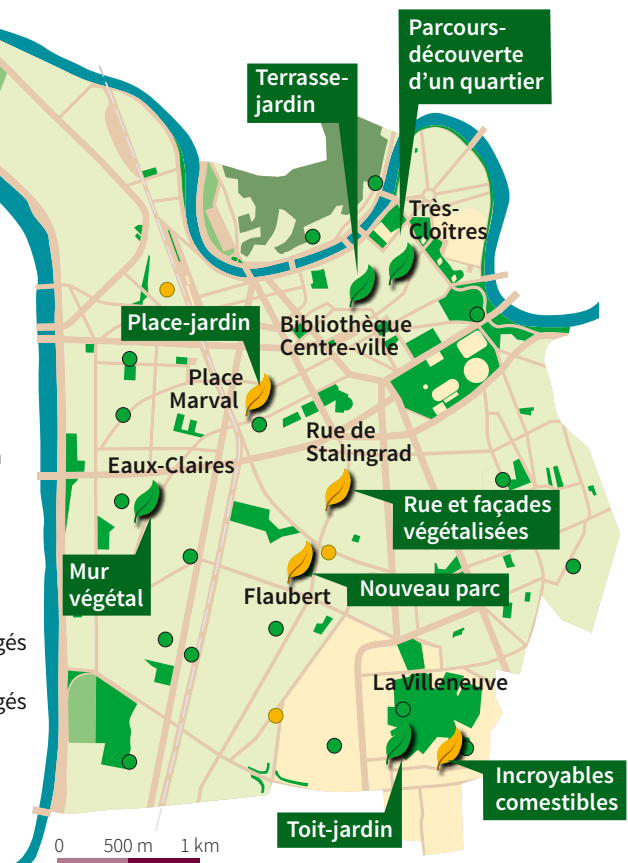 Parcours-
découverte
d'un quartier
Terrasse-
jardin
Très-
Cloîtres
Place-jardin
Bibliothèque
Centre-ville
Place
Marval
Rue de
Stalingrad
Eaux-Claires
Rue et façades
végétalisées
Mur
végétal
Flaubert
Nouveau parc
gés
gés
La Villeneuve
Incroyables
comestibles
Toit-jardin
0 500 m 1 km